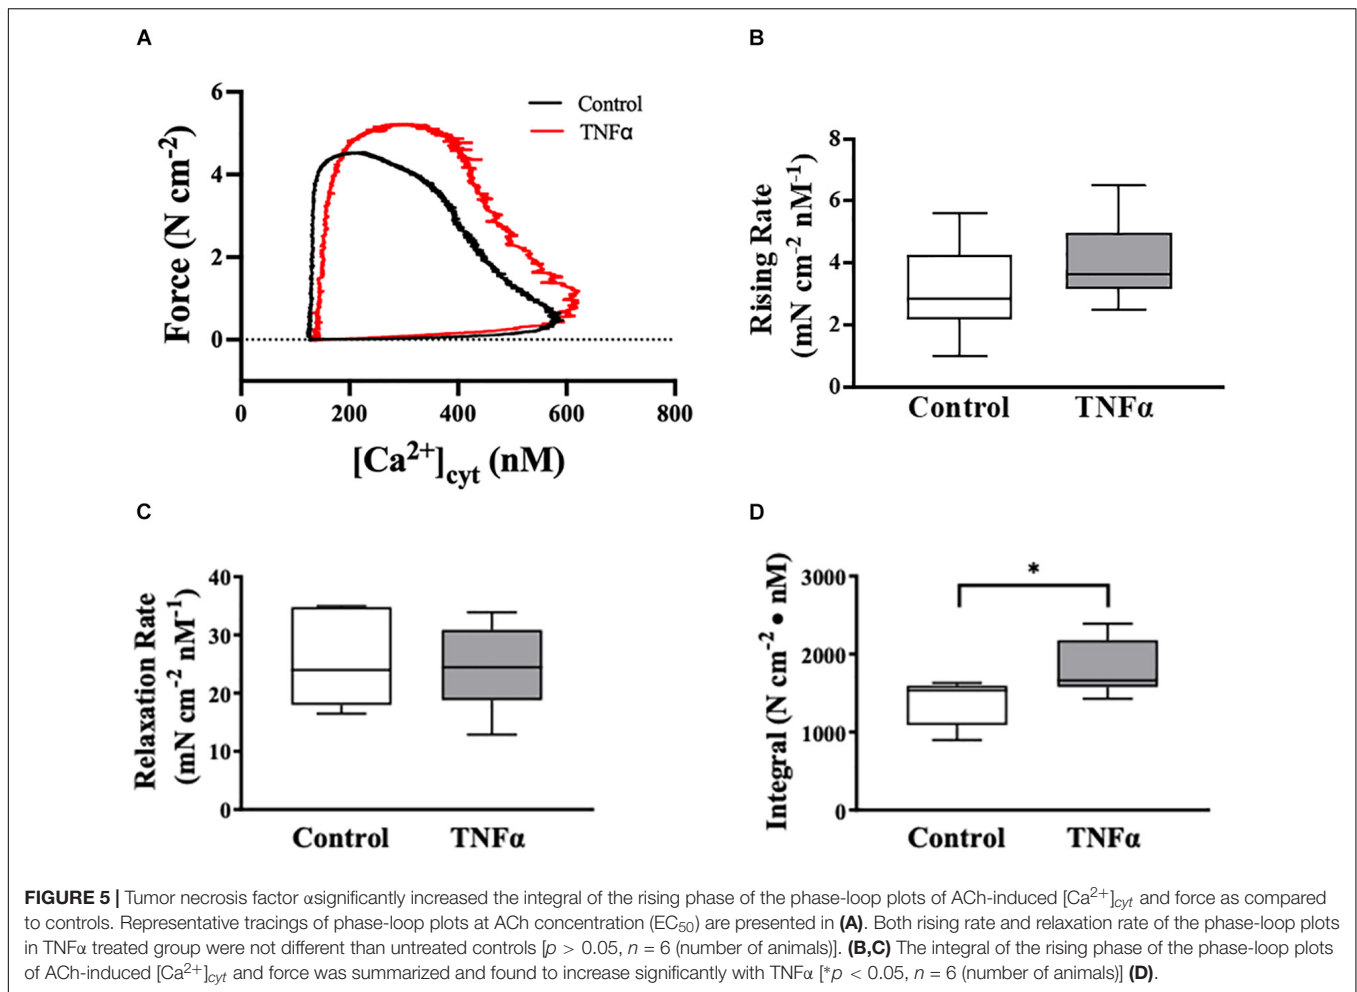 A
6
4
2
0
Force (N cm⁻²)
Control
TNFα
0 200 400 600 800
[Ca²⁺]cyt (nM)
B
8
6
4
2
0
Rising Rate
(mN cm⁻² nM⁻¹)
Control TNFα
C
40
30
20
10
0
Relaxation Rate
(mN cm⁻² nM⁻¹)
Control TNFα
D
3000
2000
1000
0
Integral (N cm⁻² • nM)
*
Control TNFα
FIGURE 5 | Tumor necrosis factor αsignificantly increased the integral of the rising phase of the phase-loop plots of ACh-induced [Ca²⁺]cyt and force as compared
to controls. Representative tracings of phase-loop plots at ACh concentration (EC₅₀) are presented in (A). Both rising rate and relaxation rate of the phase-loop plots
in TNFα treated group were not different than untreated controls [p > 0.05, n = 6 (number of animals)]. (B,C) The integral of the rising phase of the phase-loop plots
of ACh-induced [Ca²⁺]cyt and force was summarized and found to increase significantly with TNFα [*p < 0.05, n = 6 (number of animals)] (D).